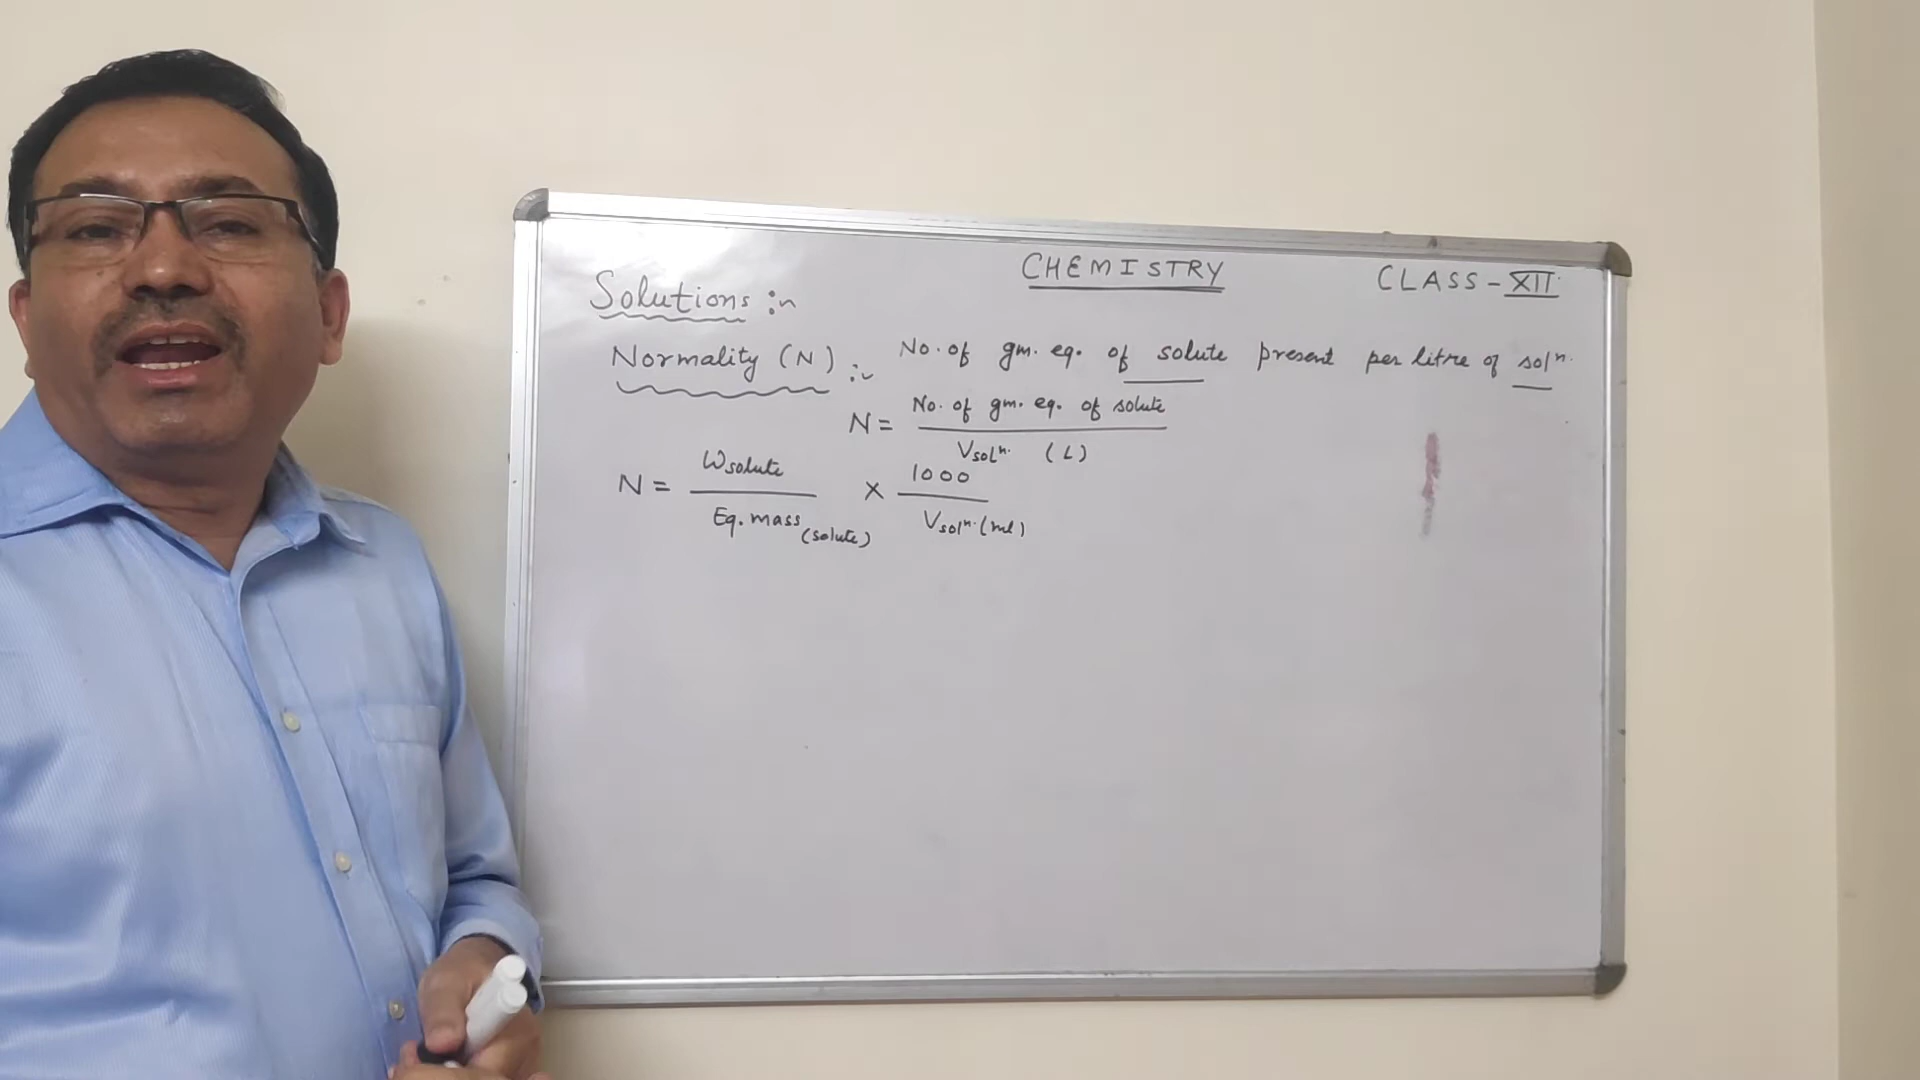 CHEMISTRY CLASS-XII
Solutions :~
Normality (N) :~ No. of gm. eq. of solute present per litre of solⁿ.
N = No. of gm. eq. of solute
Vsolⁿ. (L)
N = Wsolute × 1000
Eq. mass(solute) Vsolⁿ.(ml)